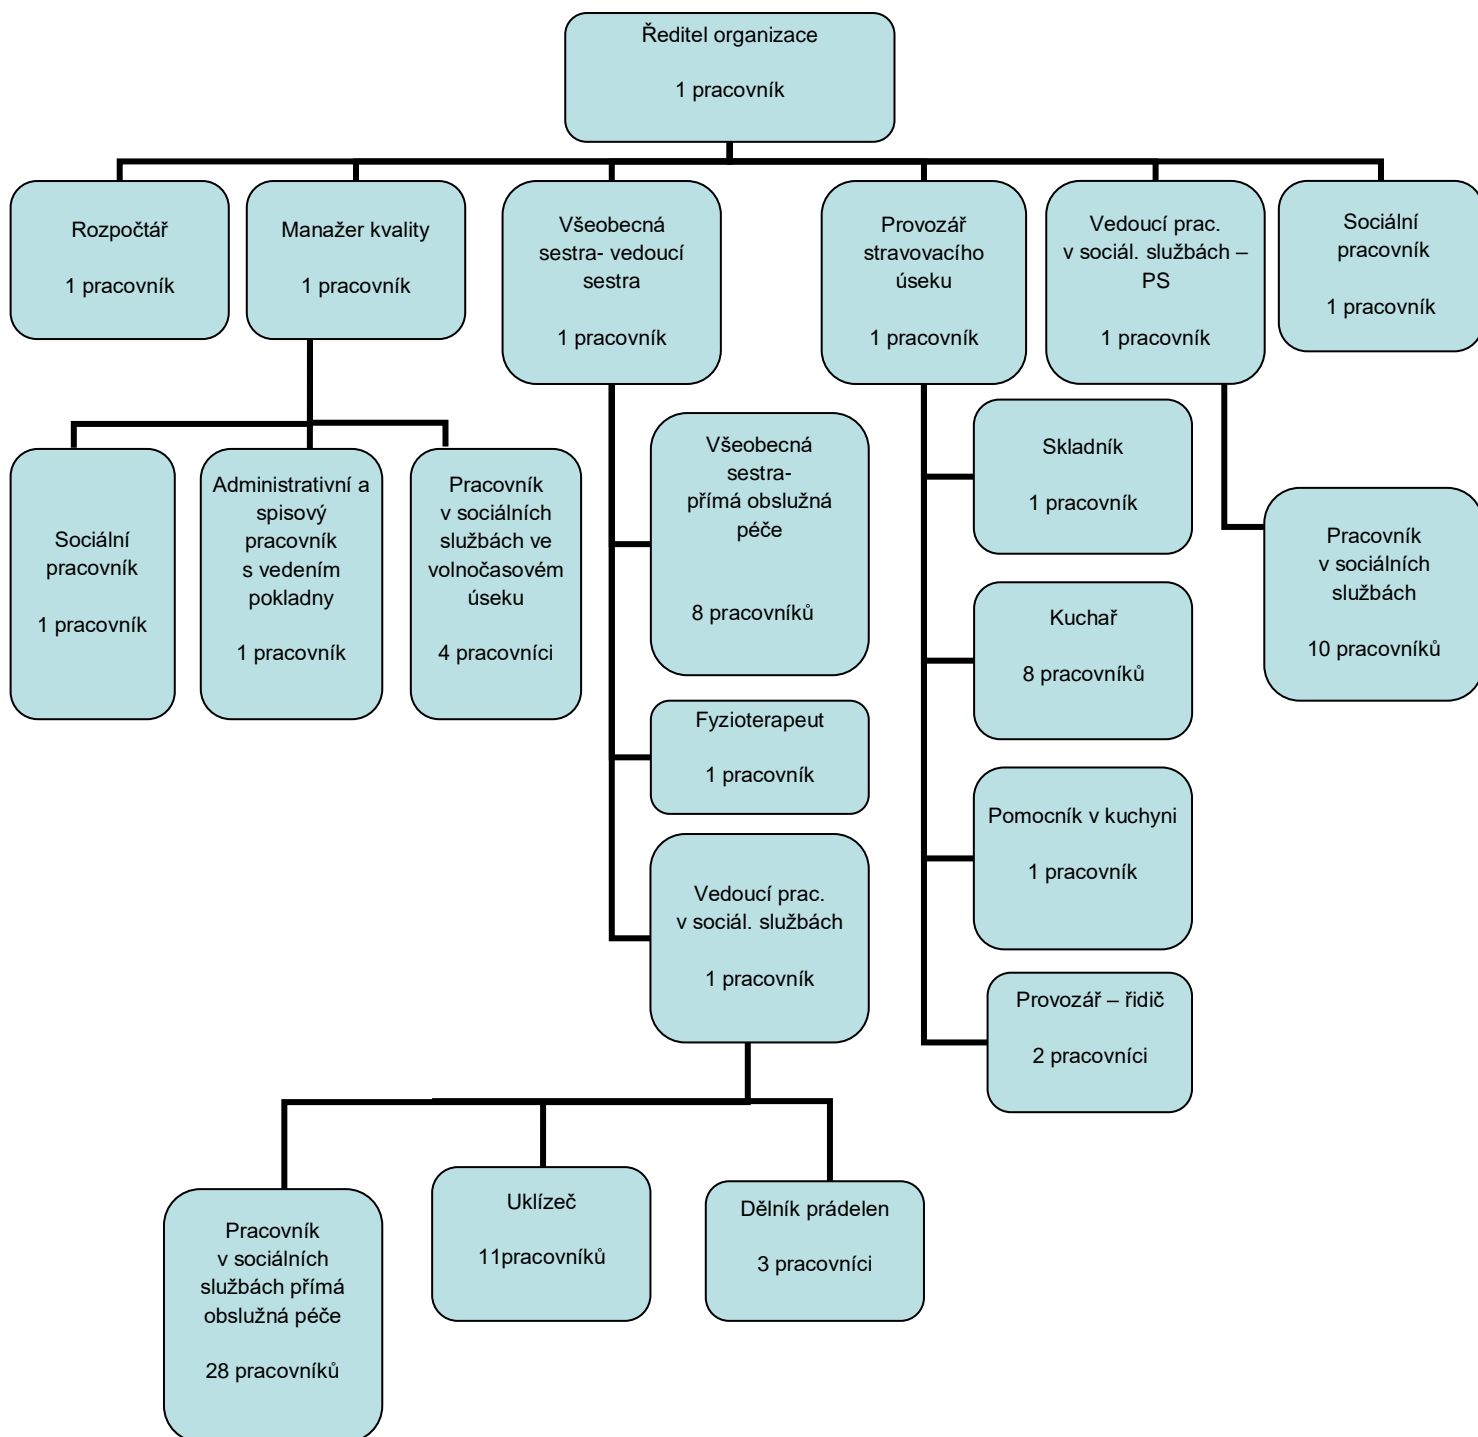 Ředitel organizace
1 pracovník
Rozpočtář
1 pracovník
Manažer kvality
1 pracovník
Všeobecná
sestra- vedoucí
sestra
1 pracovník
Provozář
stravovacího
úseku
1 pracovník
Vedoucí prac.
v sociál. službách –
PS
1 pracovník
Sociální
pracovník
1 pracovník
Sociální
pracovník
1 pracovník
Administrativní a
spisový
pracovník
s vedením
pokladny
1 pracovník
Pracovník
v sociálních
službách ve
volnočasovém
úseku
4 pracovníci
Všeobecná
sestra-
přímá obslužná
péče
8 pracovníků
Fyzioterapeut
1 pracovník
Vedoucí prac.
v sociál. službách
1 pracovník
Skladník
1 pracovník
Kuchař
8 pracovníků
Pomocník v kuchyni
1 pracovník
Provozář – řidič
2 pracovníci
Pracovník
v sociálních
službách
10 pracovníků
Pracovník
v sociálních
službách přímá
obslužná péče
28 pracovníků
Uklízeč
11pracovníků
Dělník prádelen
3 pracovníci